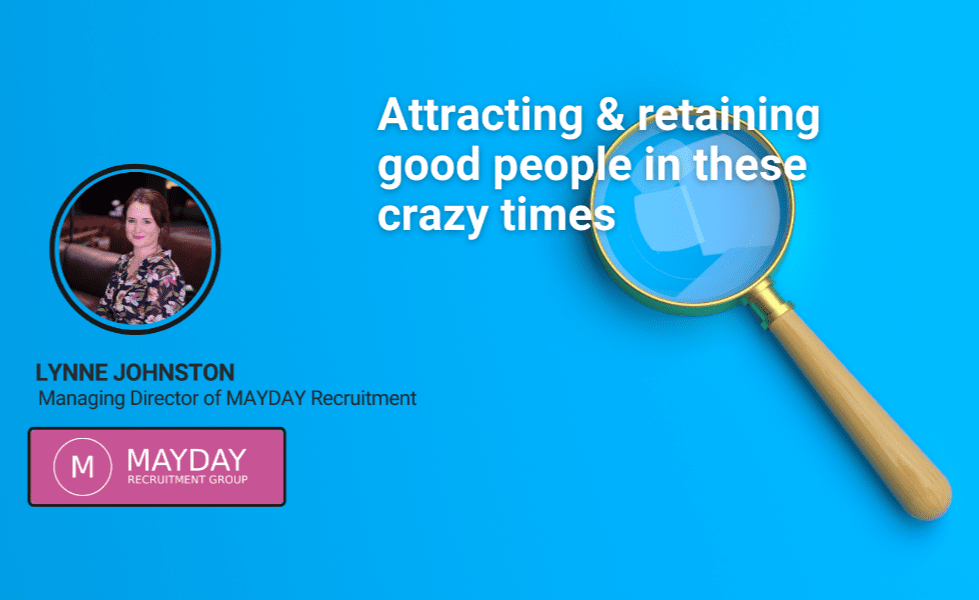 Attracting & retaining
good people in these
crazy times
LYNNE JOHNSTON
Managing Director of MAYDAY Recruitment
M
MAYDAY
RECRUITMENT GROUP